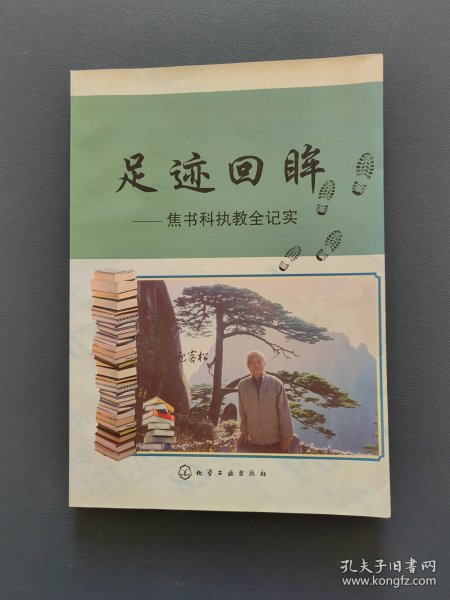 足迹回眸
——焦书科执教全记实
迎客松
化学工业出版社
孔夫子旧书网
www.kongfz.com